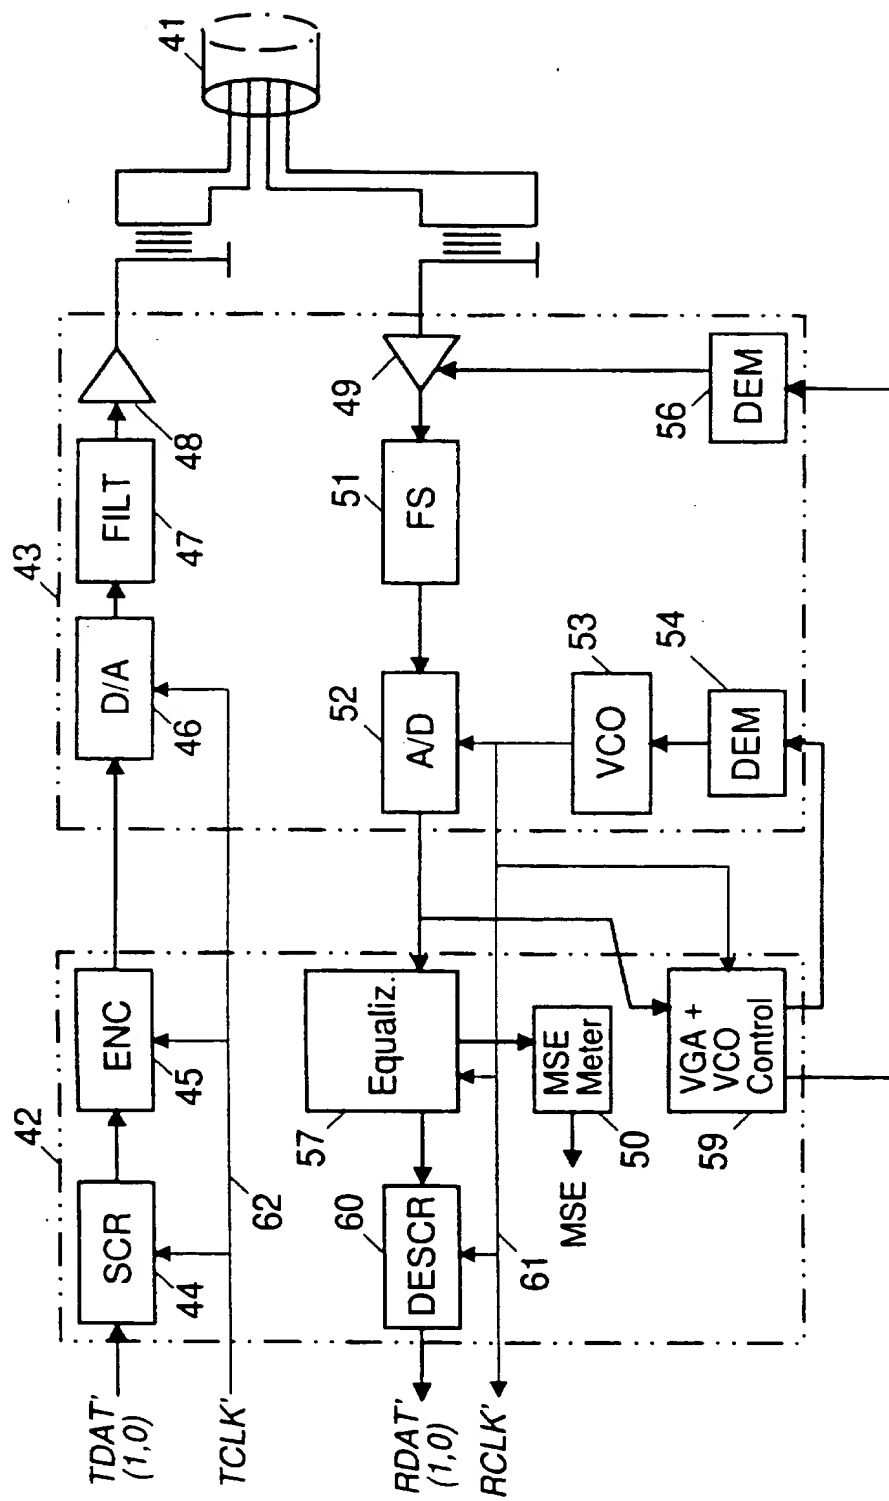 41
43
48
FILT
47
D/A
46
42
ENC
45
SCR
44
62
TDAT'
(1,0)
TCLK'
49
51
FS
52
A/D
53
VCO
54
DEM
56
DEM
Equaliz.
57
MSE
Meter
50
MSE
VGA +
VCO
Control
59
60
DESCR
61
RDAT'
(1,0)
RCLK'